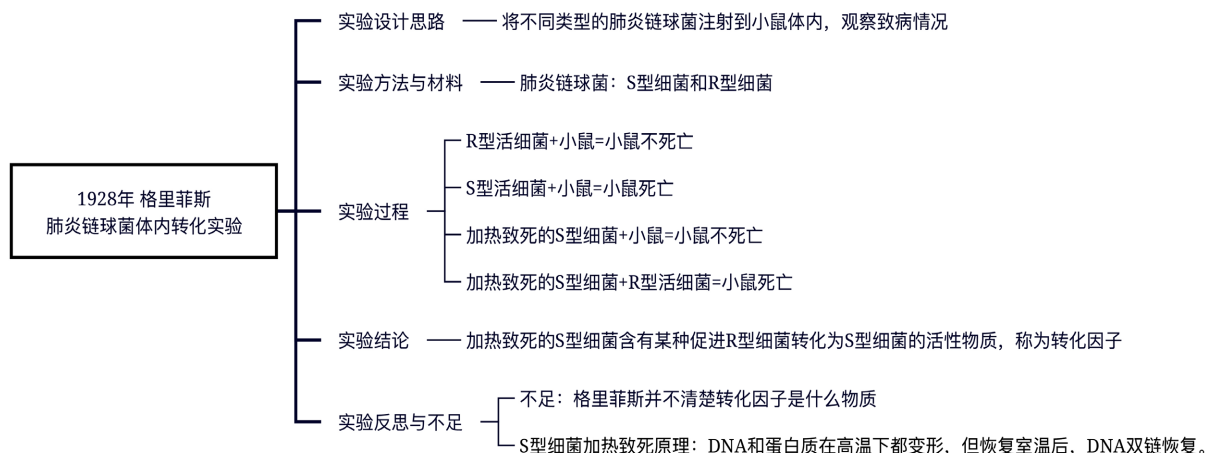 1928年 格里菲斯
肺炎链球菌体内转化实验
实验设计思路
将不同类型的肺炎链球菌注射到小鼠体内，观察致病情况
实验方法与材料
肺炎链球菌：S型细菌和R型细菌
实验过程
R型活细菌+小鼠=小鼠不死亡
S型活细菌+小鼠=小鼠死亡
加热致死的S型细菌+小鼠=小鼠不死亡
加热致死的S型细菌+R型活细菌=小鼠死亡
实验结论
加热致死的S型细菌含有某种促进R型细菌转化为S型细菌的活性物质，称为转化因子
实验反思与不足
不足：格里菲斯并不清楚转化因子是什么物质
S型细菌加热致死原理：DNA和蛋白质在高温下都变形，但恢复室温后，DNA双链恢复。